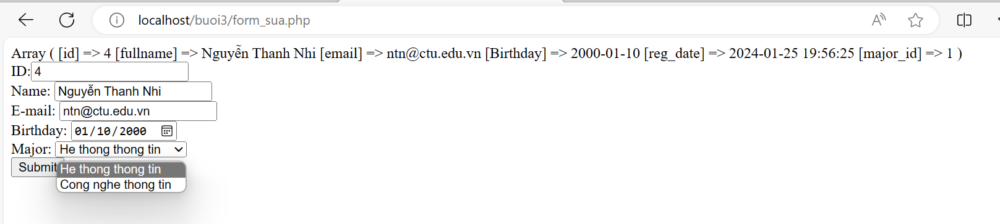 localhost/buoi3/form_sua.php
Array ( [id] => 4 [fullname] => Nguyễn Thanh Nhi [email] => ntn@ctu.edu.vn [Birthday] => 2000-01-10 [reg_date] => 2024-01-25 19:56:25 [major_id] => 1 )
ID: 4
Name: Nguyễn Thanh Nhi
E-mail: ntn@ctu.edu.vn
Birthday: 01/10/2000
Major: He thong thong tin
Submit
He thong thong tin
Cong nghe thong tin